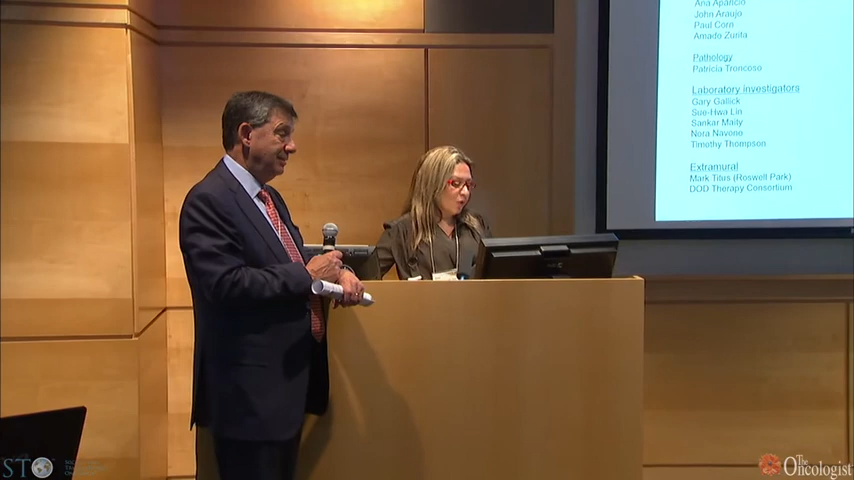 Ana Aparicio
John Araujo
Paul Corn
Amado Zurita
Pathology
Patricia Troncoso
Laboratory investigators
Gary Gallick
Sue-Hwa Lin
Sankar Maity
Nora Navone
Timothy Thompson
Extramural
Mark Titus (Roswell Park)
DOD Therapy Consortium
STO
The Oncologist